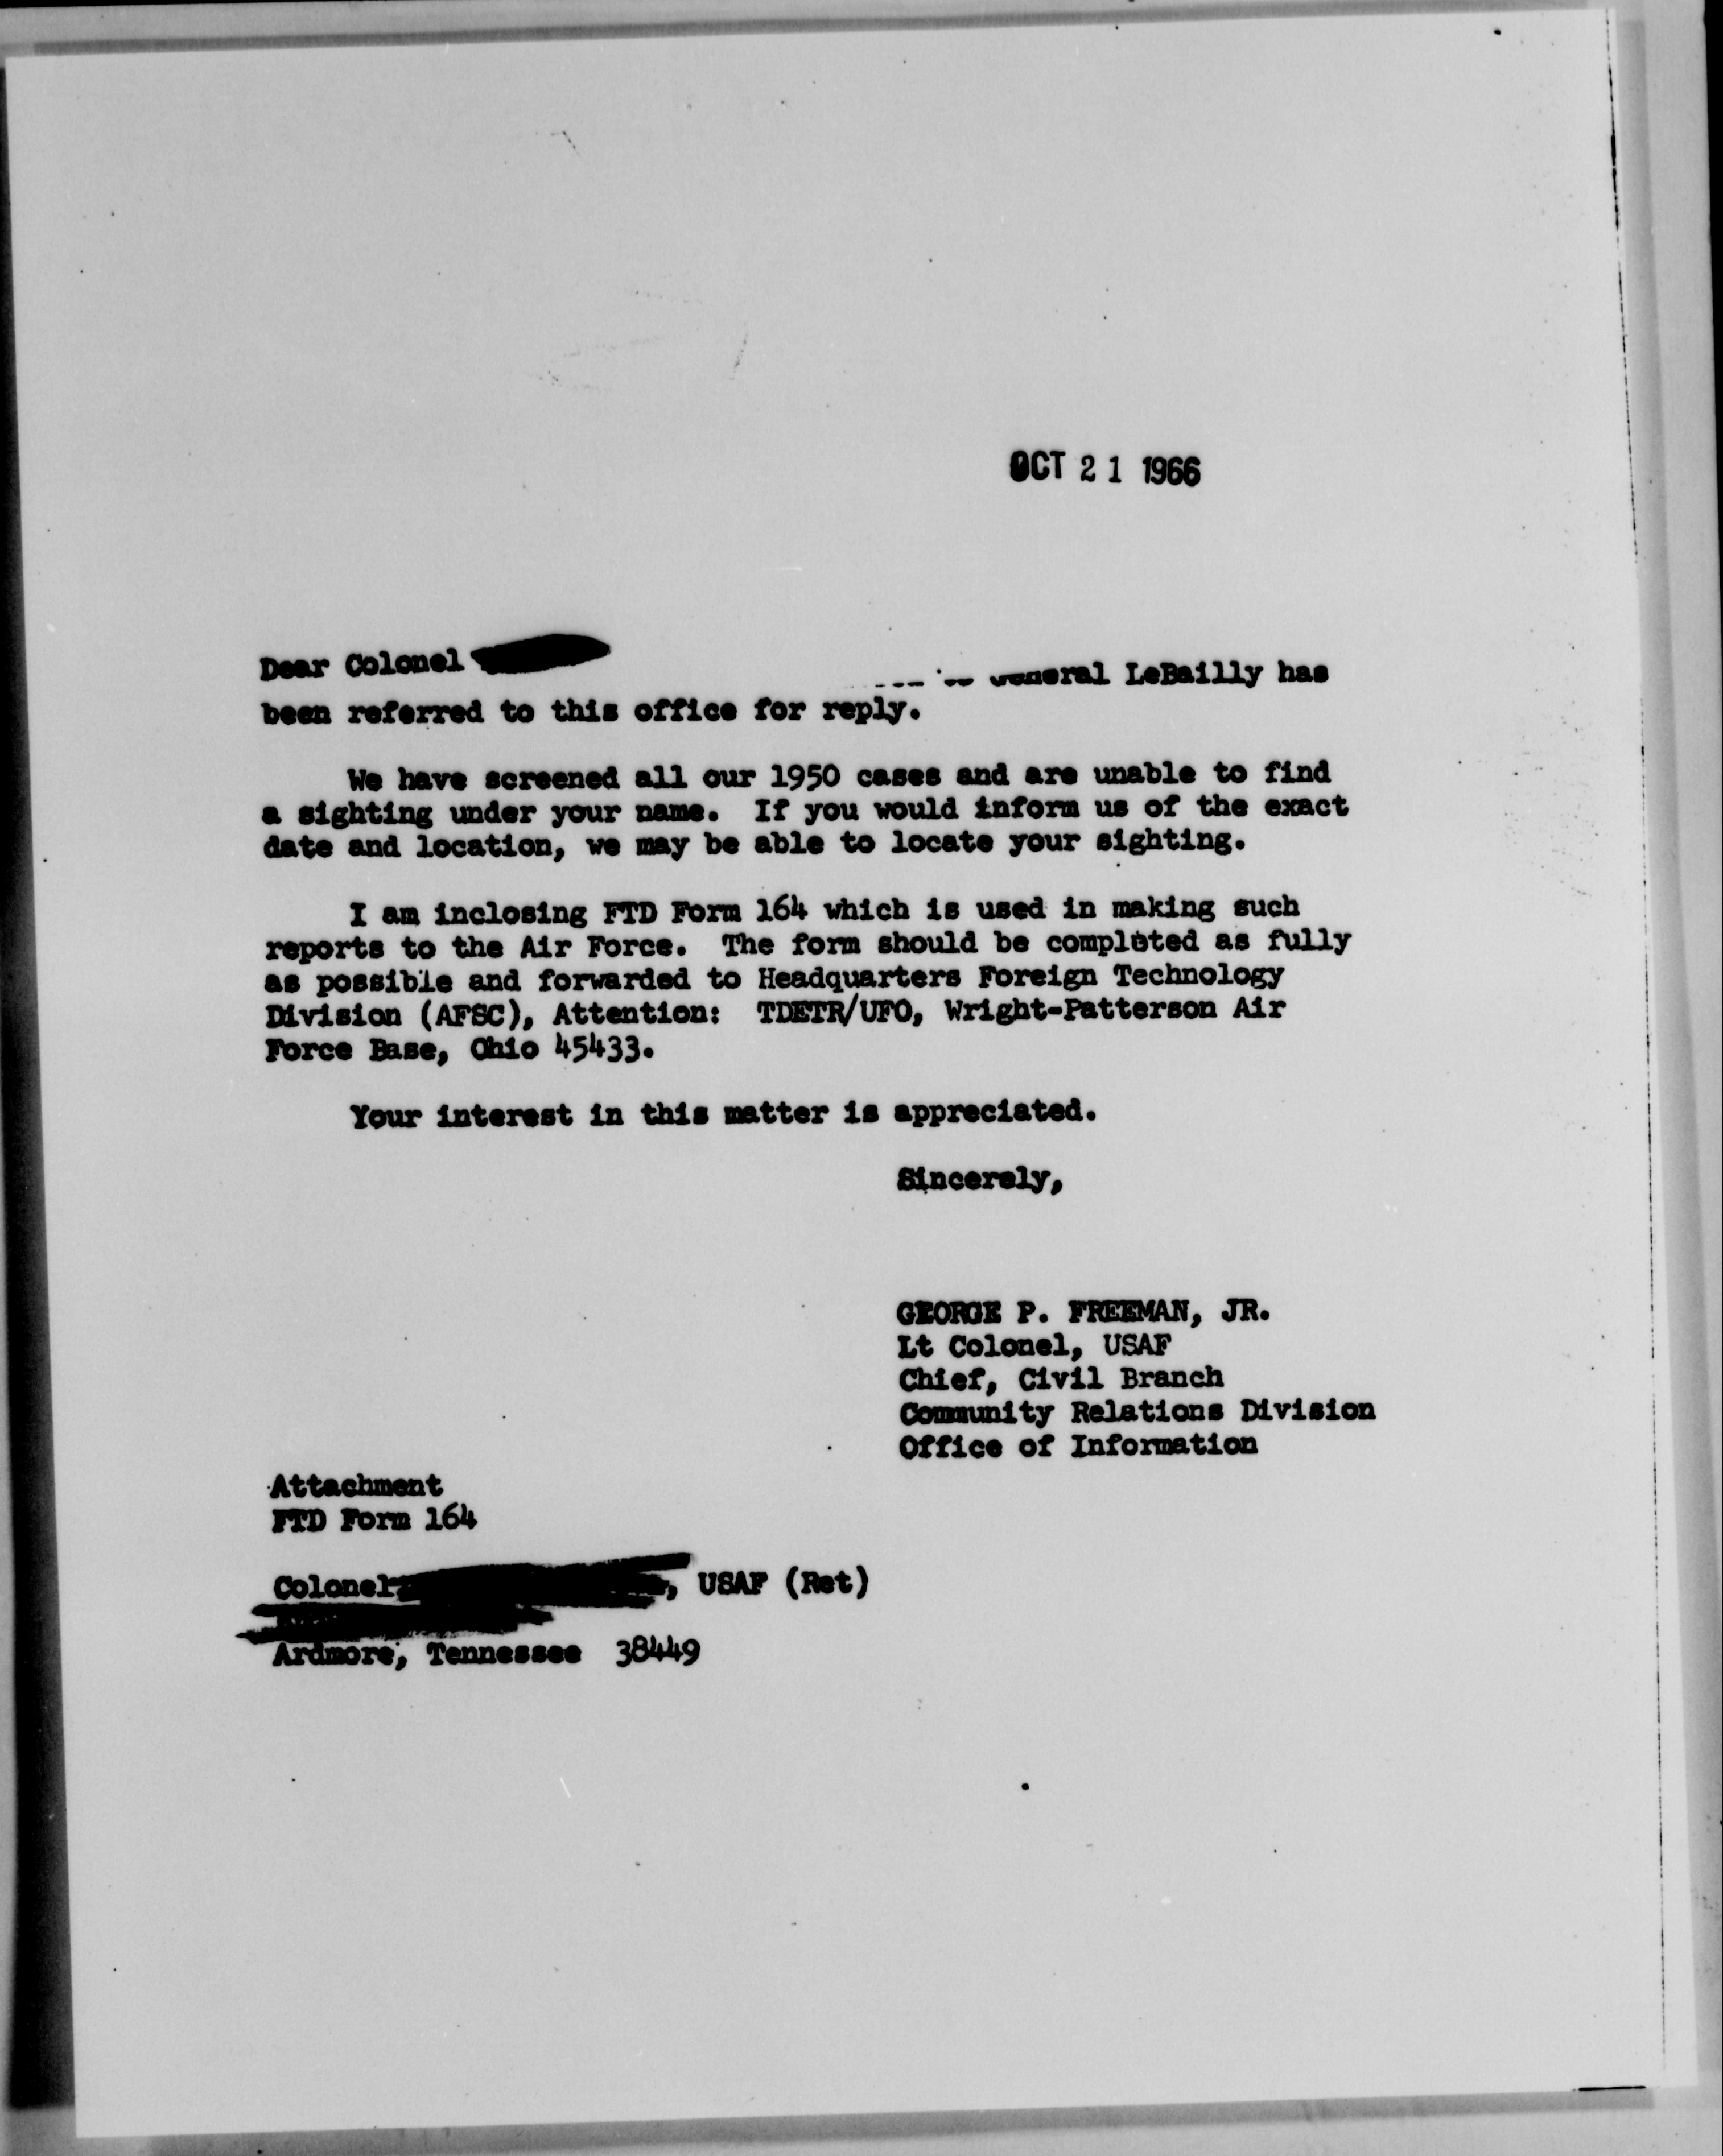 OCT 21 1966
Dear Colonel
General LeBailly has
been referred to this office for reply.
We have screened all our 1950 cases and are unable to find
a sighting under your name. If you would inform us of the exact
date and location, we may be able to locate your sighting.
I am inclosing FTD Form 164 which is used in making such
reports to the Air Force. The form should be completed as fully
as possible and forwarded to Headquarters Foreign Technology
Division (AFSC), Attention: TDETR/UFO, Wright-Patterson Air
Force Base, Ohio 45433.
Your interest in this matter is appreciated.
Sincerely,
GEORGE P. FREEMAN, JR.
Lt Colonel, USAF
Chief, Civil Branch
Community Relations Division
Office of Information
Attachment
FTD Form 164
Colonel , USAF (Ret)
Ardmore, Tennessee 38449